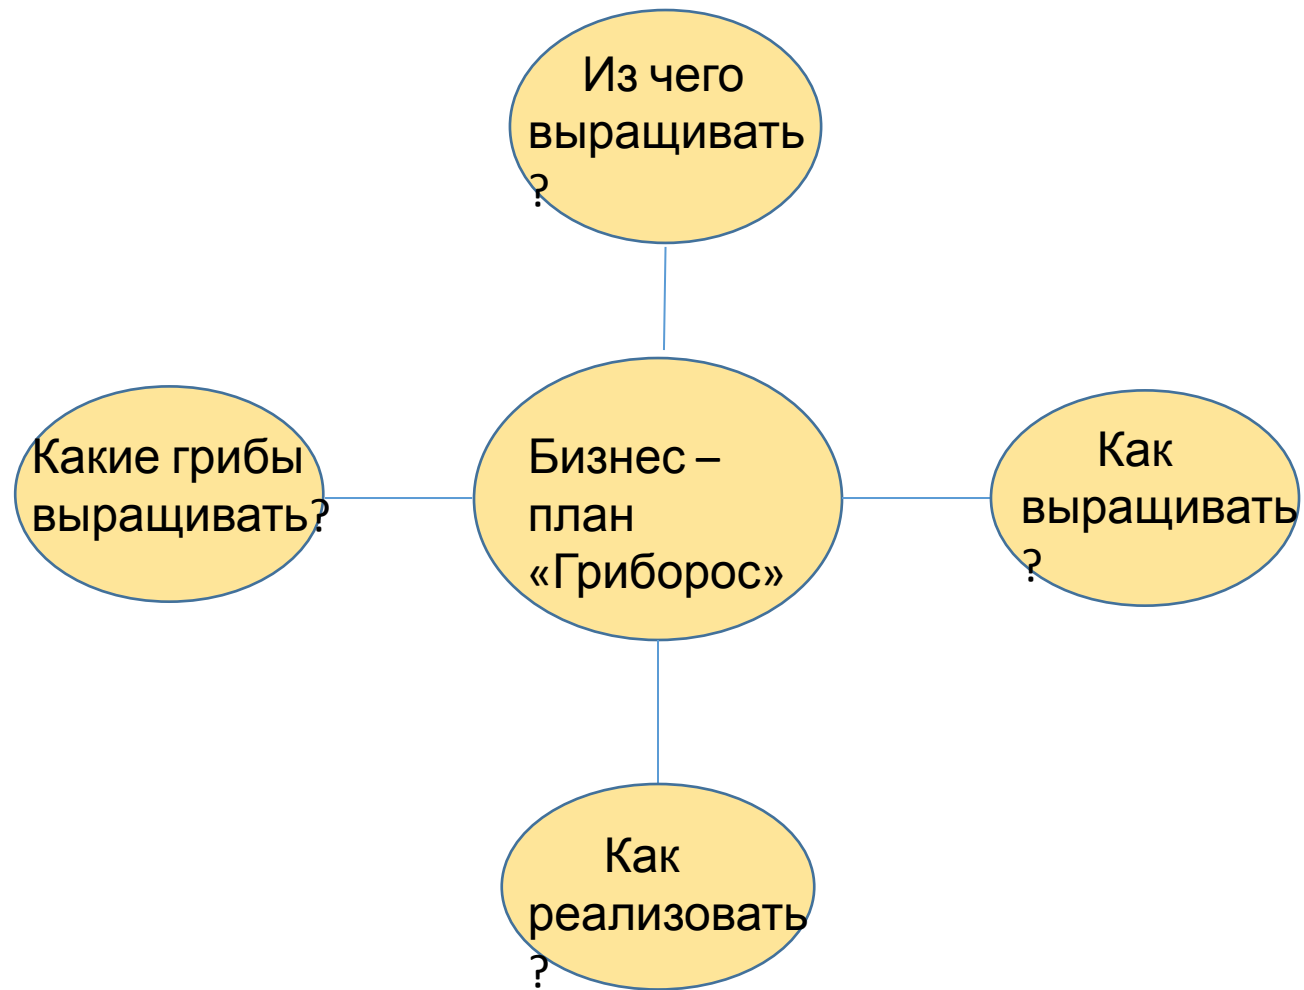 Из чего
выращивать
?
Какие грибы
выращивать?
Бизнес –
план
«Гриборос»
Как
выращивать
?
Как
реализовать
?